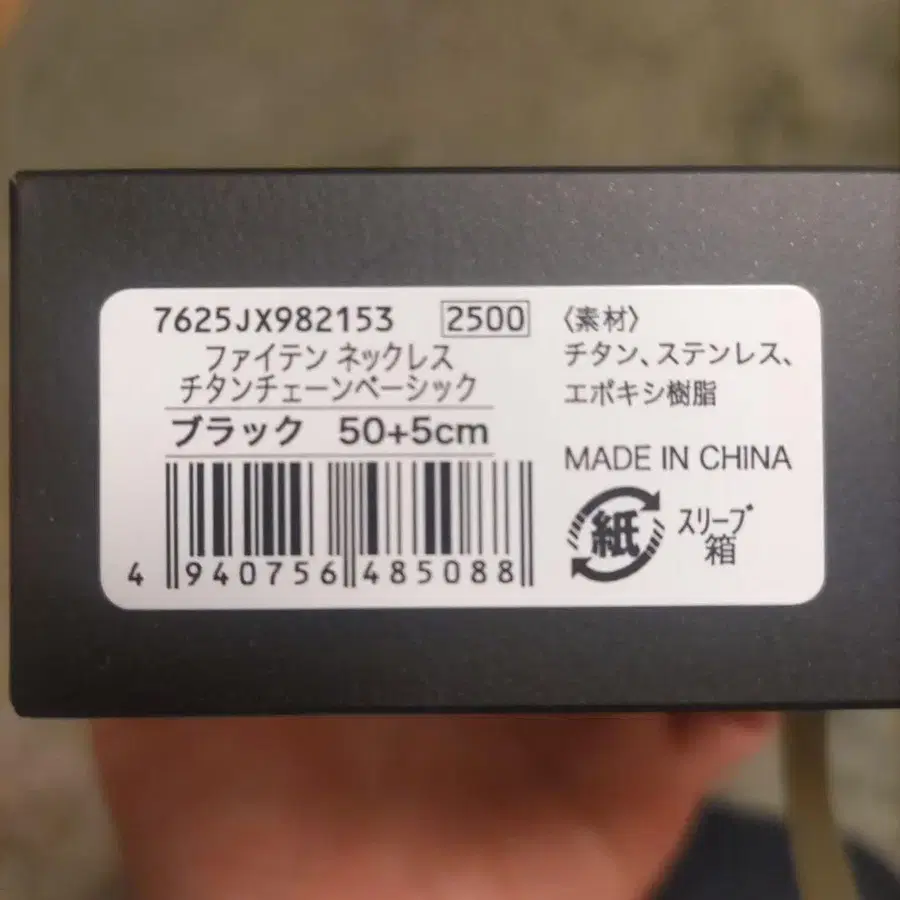 7625JX982153 2500
ファイテン ネックレス
チタンチェーンベーシック
ブラック 50+5cm
4 940756 485088
〈素材〉
チタン、ステンレス、
エポキシ樹脂
MADE IN CHINA
紙 スリーブ
箱